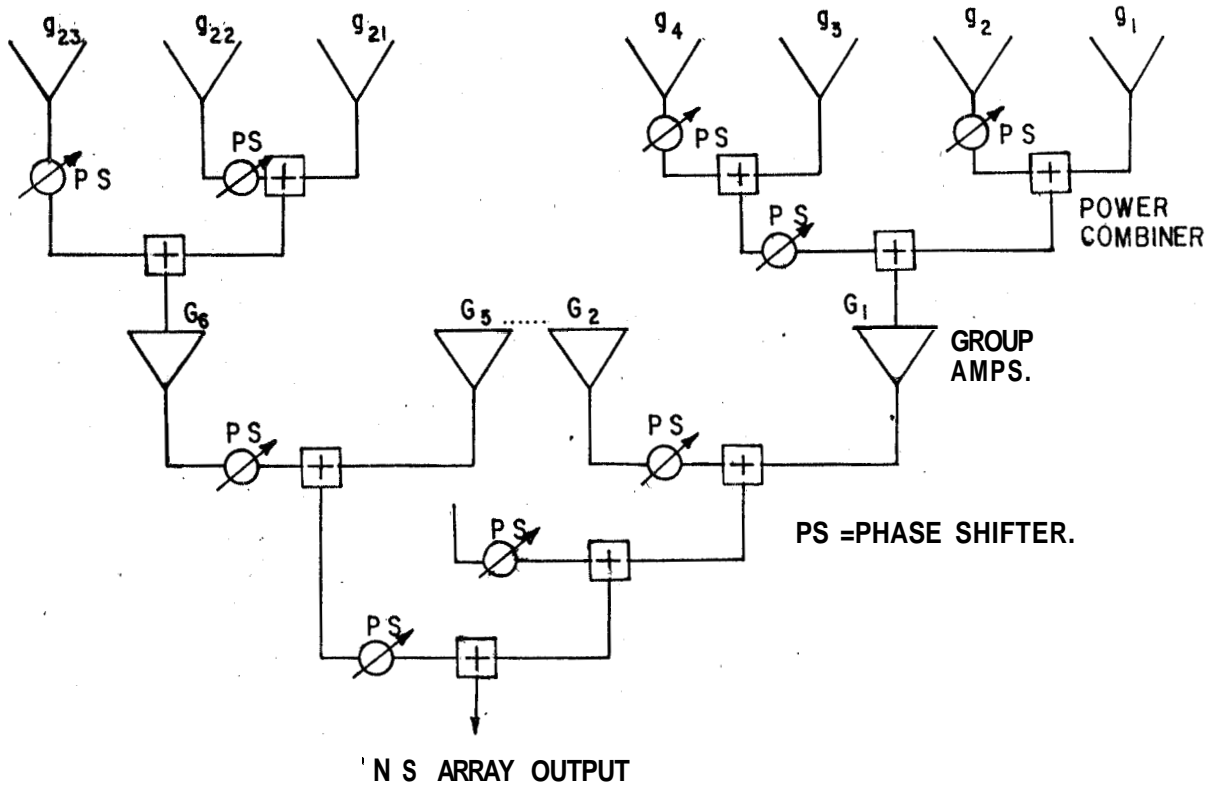 g₂₃ g₂₂ g₂₁ g₄ g₃ g₂ g₁
PS PS PS
PS
PS
POWER
COMBINER
G₆ G₅ ...... G₂ G₁
GROUP
AMPS.
PS PS
PS
PS =PHASE SHIFTER.
PS
'N S ARRAY OUTPUT